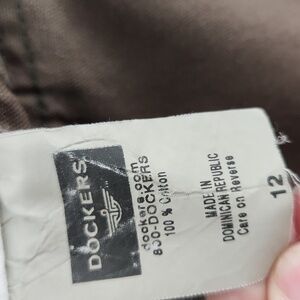 DOCKERS
dockers.com
800-DOCKERS
100 % Cotton
MADE IN
DOMINICAN REPUBLIC
Care on Reverse
12